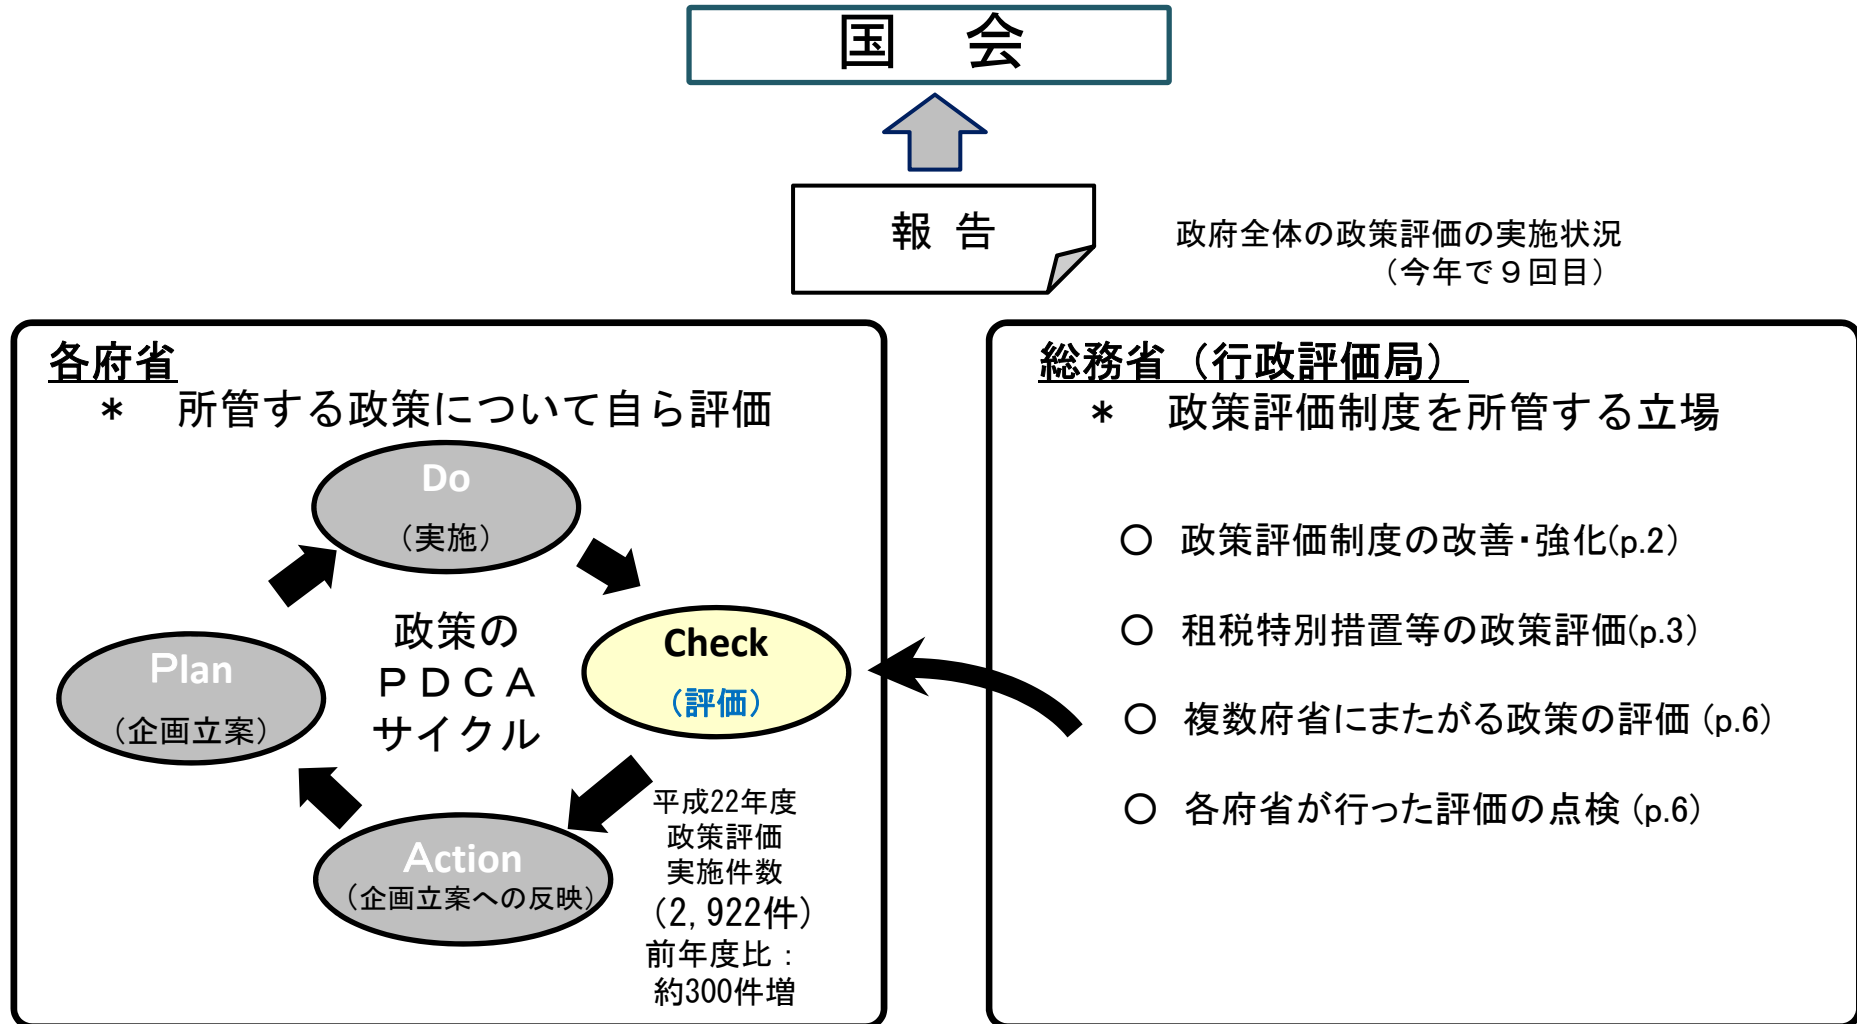 国　会
報 告
政府全体の政策評価の実施状況
（今年で９回目）
各府省
＊　所管する政策について自ら評価
Do
（実施）
Plan
（企画立案）
政策の
ＰＤＣＡ
サイクル
Check
（評価）
Action
（企画立案への反映）
平成22年度
政策評価
実施件数
（2,922件）
前年度比：
約300件増
総務省（行政評価局）
＊　政策評価制度を所管する立場
○　政策評価制度の改善・強化(p.2)
○　租税特別措置等の政策評価(p.3)
○　複数府省にまたがる政策の評価 (p.6)
○　各府省が行った評価の点検 (p.6)